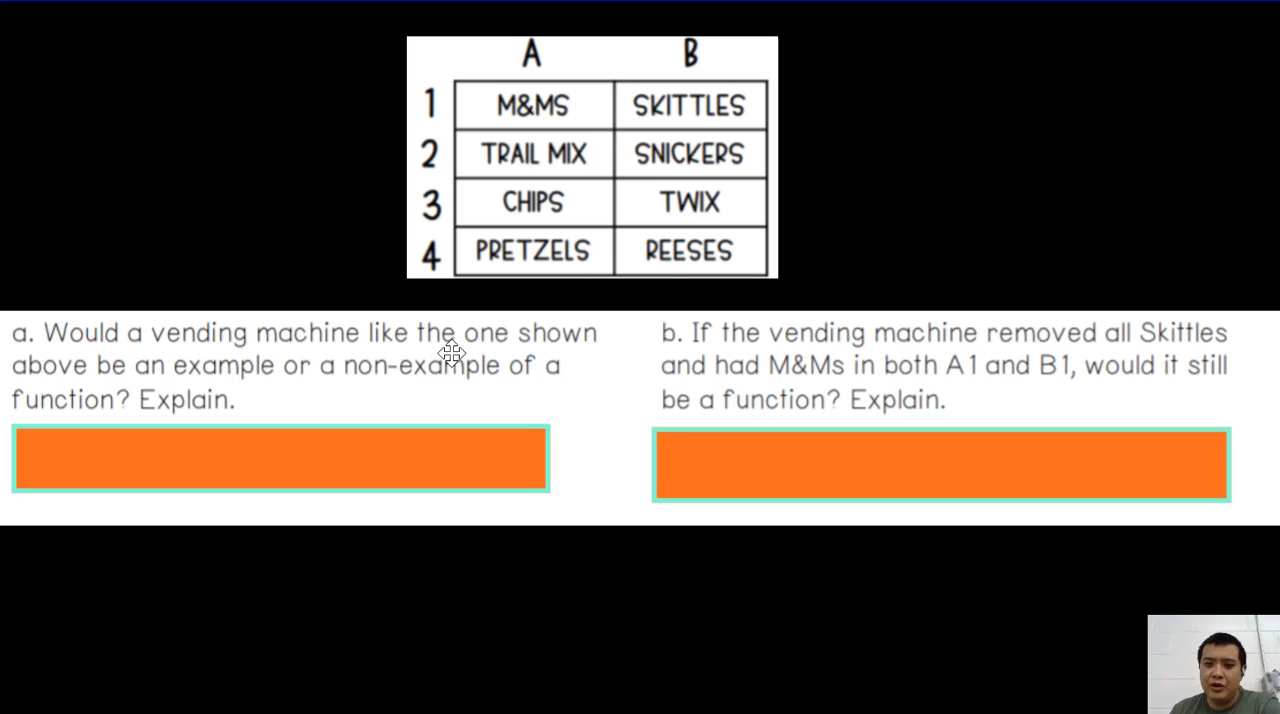 A B
1 M&MS SKITTLES
2 TRAIL MIX SNICKERS
3 CHIPS TWIX
4 PRETZELS REESES
a. Would a vending machine like the one shown
above be an example or a non-example of a
function? Explain.
b. If the vending machine removed all Skittles
and had M&Ms in both A1 and B1, would it still
be a function? Explain.